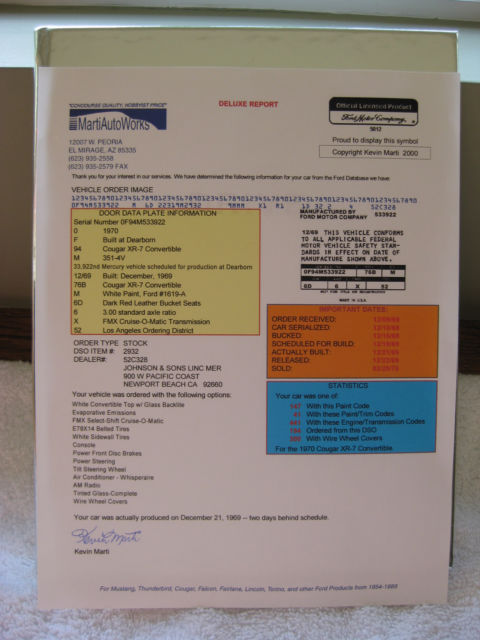 "CONCOURSE QUALITY, HOBBYIST PRICE"
MartiAutoWorks
DELUXE REPORT
Official Licensed Product
Ford Motor Company
5012
Proud to display this symbol
Copyright Kevin Marti 2000
12007 W. PEORIA
EL MIRAGE, AZ 85335
(623) 935-2558
(623) 935-2579 FAX
Thank you for your interest in our services. We have determined the following information for your car from the Ford Database we have:
VEHICLE ORDER IMAGE
12345678901234567890123456789012345678901234567890123456789012345678901234567890
DOOR DATA PLATE INFORMATION
Serial Number 0F94M533922
0 1970
F Built at Dearborn
94 Cougar XR-7 Convertible
M 351-4V
33,922nd Mercury vehicle scheduled for production at Dearborn
12/69 Built: December, 1969
76B Cougar XR-7 Convertible
M White Paint, Ford #1619-A
6D Dark Red Leather Bucket Seats
6 3.00 standard axle ratio
X FMX Cruise-O-Matic Transmission
52 Los Angeles Ordering District
MANUFACTURED BY
FORD MOTOR COMPANY
533922
12/69 THIS VEHICLE CONFORMS
TO ALL APPLICABLE FEDERAL
MOTOR VEHICLE SAFETY STAN-
DARDS IN EFFECT ON DATE OF
MANUFACTURE SHOWN ABOVE.
0F94M533922 76B M
6D 6 X 52
MADE IN U.S.A.
IMPORTANT DATES:
ORDER RECEIVED:
CAR SERIALIZED:
BUCKED:
SCHEDULED FOR BUILD:
ACTUALLY BUILT:
RELEASED:
SOLD:
ORDER TYPE: STOCK
DSO ITEM #: 2932
DEALER#: 52C328
JOHNSON & SONS LINC MER
900 W PACIFIC COAST
NEWPORT BEACH CA 92660
STATISTICS
Your car was one of:
With this Paint Code
With these Paint/Trim Codes
With these Engine/Transmission Codes
Ordered from this DSO
With Wire Wheel Covers
For the 1970 Cougar XR-7 Convertible.
Your vehicle was ordered with the following options:
White Convertible Top w/ Glass Backlite
Evaporative Emissions
FMX Select-Shift Cruise-O-Matic
E78X14 Belted Tires
White Sidewall Tires
Console
Power Front Disc Brakes
Power Steering
Tilt Steering Wheel
Air Conditioner - Whisperaire
AM Radio
Tinted Glass-Complete
Wire Wheel Covers
Your car was actually produced on December 21, 1969 -- two days behind schedule.
Kevin Marti
Kevin Marti
For Mustang, Thunderbird, Cougar, Falcon, Fairlane, Lincoln, Torino, and other Ford Products from 1954-1989